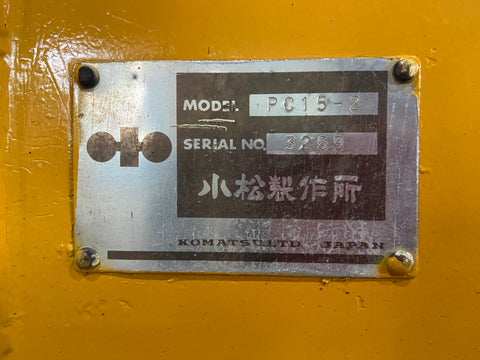 MODEL PC15-2
SERIAL NO. 3269
小松製作所
KOMATSU LTD JAPAN